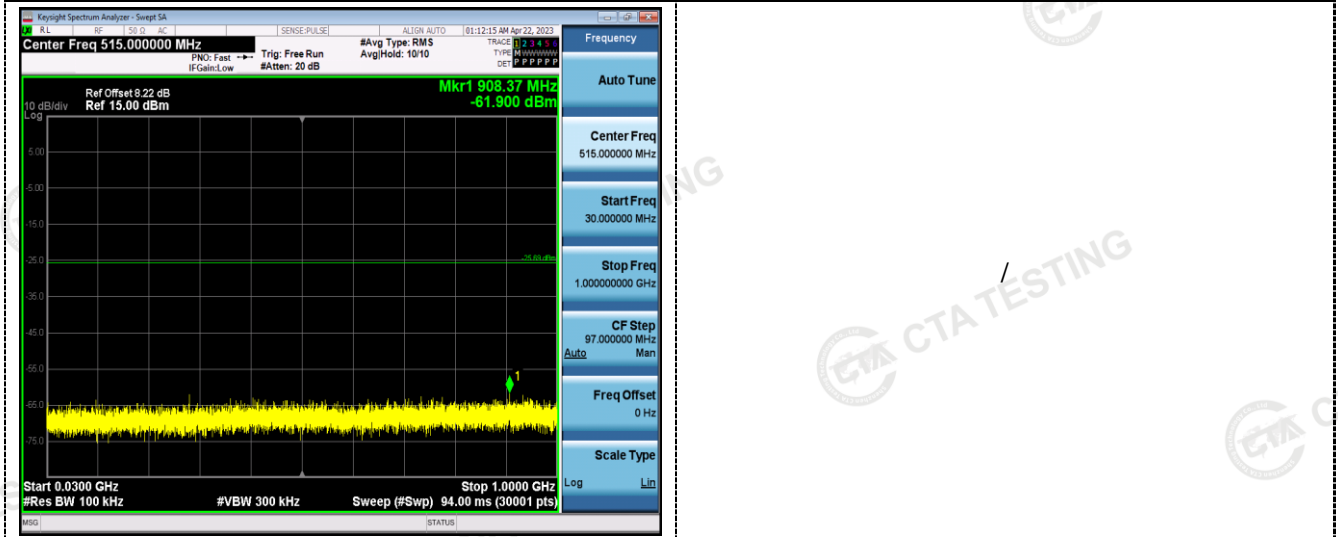 Keysight Spectrum Analyzer - Swept SA
RL RF 50 Ω AC SENSE:PULSE ALIGN AUTO 01:12:15 AM Apr 22, 2023
Center Freq 515.000000 MHz
PNO: Fast
IFGain:Low
Trig: Free Run
#Atten: 20 dB
#Avg Type: RMS
Avg|Hold: 10/10
TRACE 1 2 3 4 5 6
TYPE M W W W W W
DET P P P P P P
Mkr1 908.37 MHz
-61.900 dBm
Ref Offset 8.22 dB
10 dB/div Ref 15.00 dBm
Log
5.00
-5.00
-15.0
-25.0
-25.69 dBm
-35.0
-45.0
-55.0
1
-65.0
-75.0
Start 0.0300 GHz Stop 1.0000 GHz
#Res BW 100 kHz #VBW 300 kHz Sweep (#Swp) 94.00 ms (30001 pts)
MSG STATUS
Frequency
Auto Tune
Center Freq
515.000000 MHz
Start Freq
30.000000 MHz
Stop Freq
1.000000000 GHz
CF Step
97.000000 MHz
Auto Man
Freq Offset
0 Hz
Scale Type
Log Lin
/
CTA TESTING